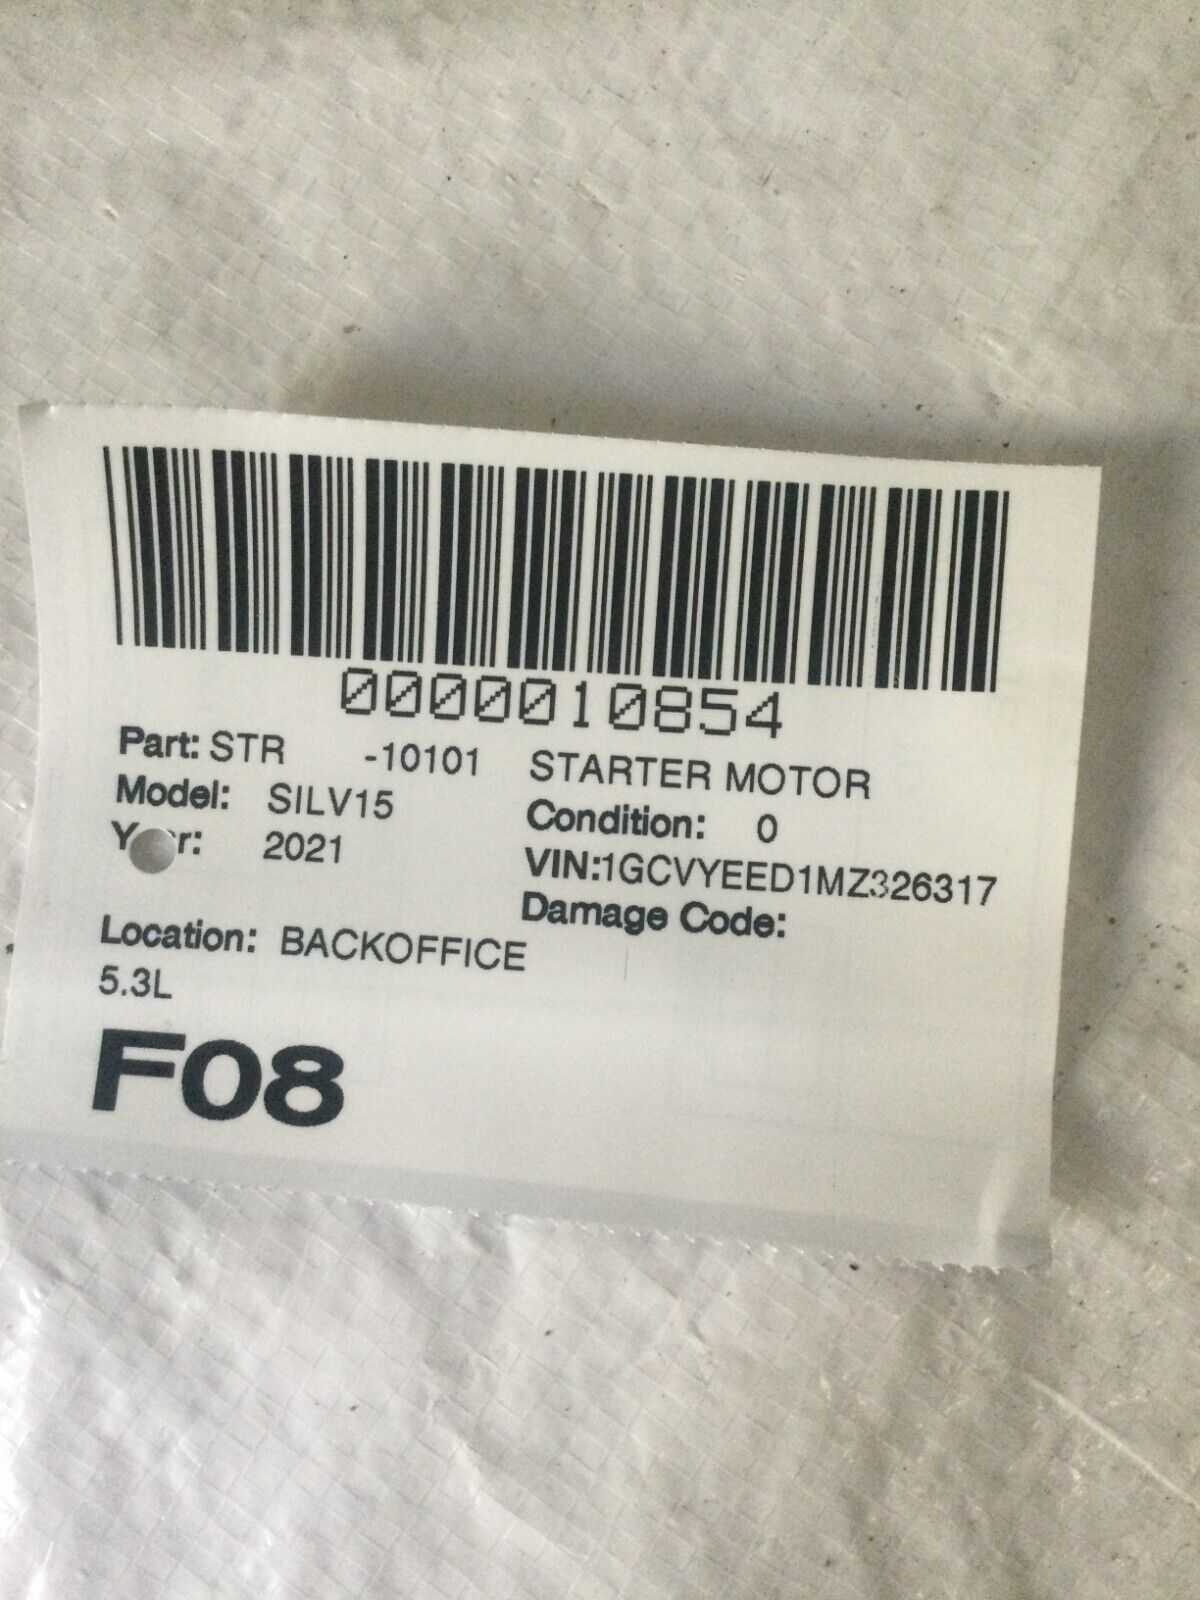 0000010854
Part: STR -10101 STARTER MOTOR
Model: SILV15 Condition: 0
2021 VIN:1GCVYEED1MZ326317
Damage Code:
Location: BACKOFFICE
5.3L
F08